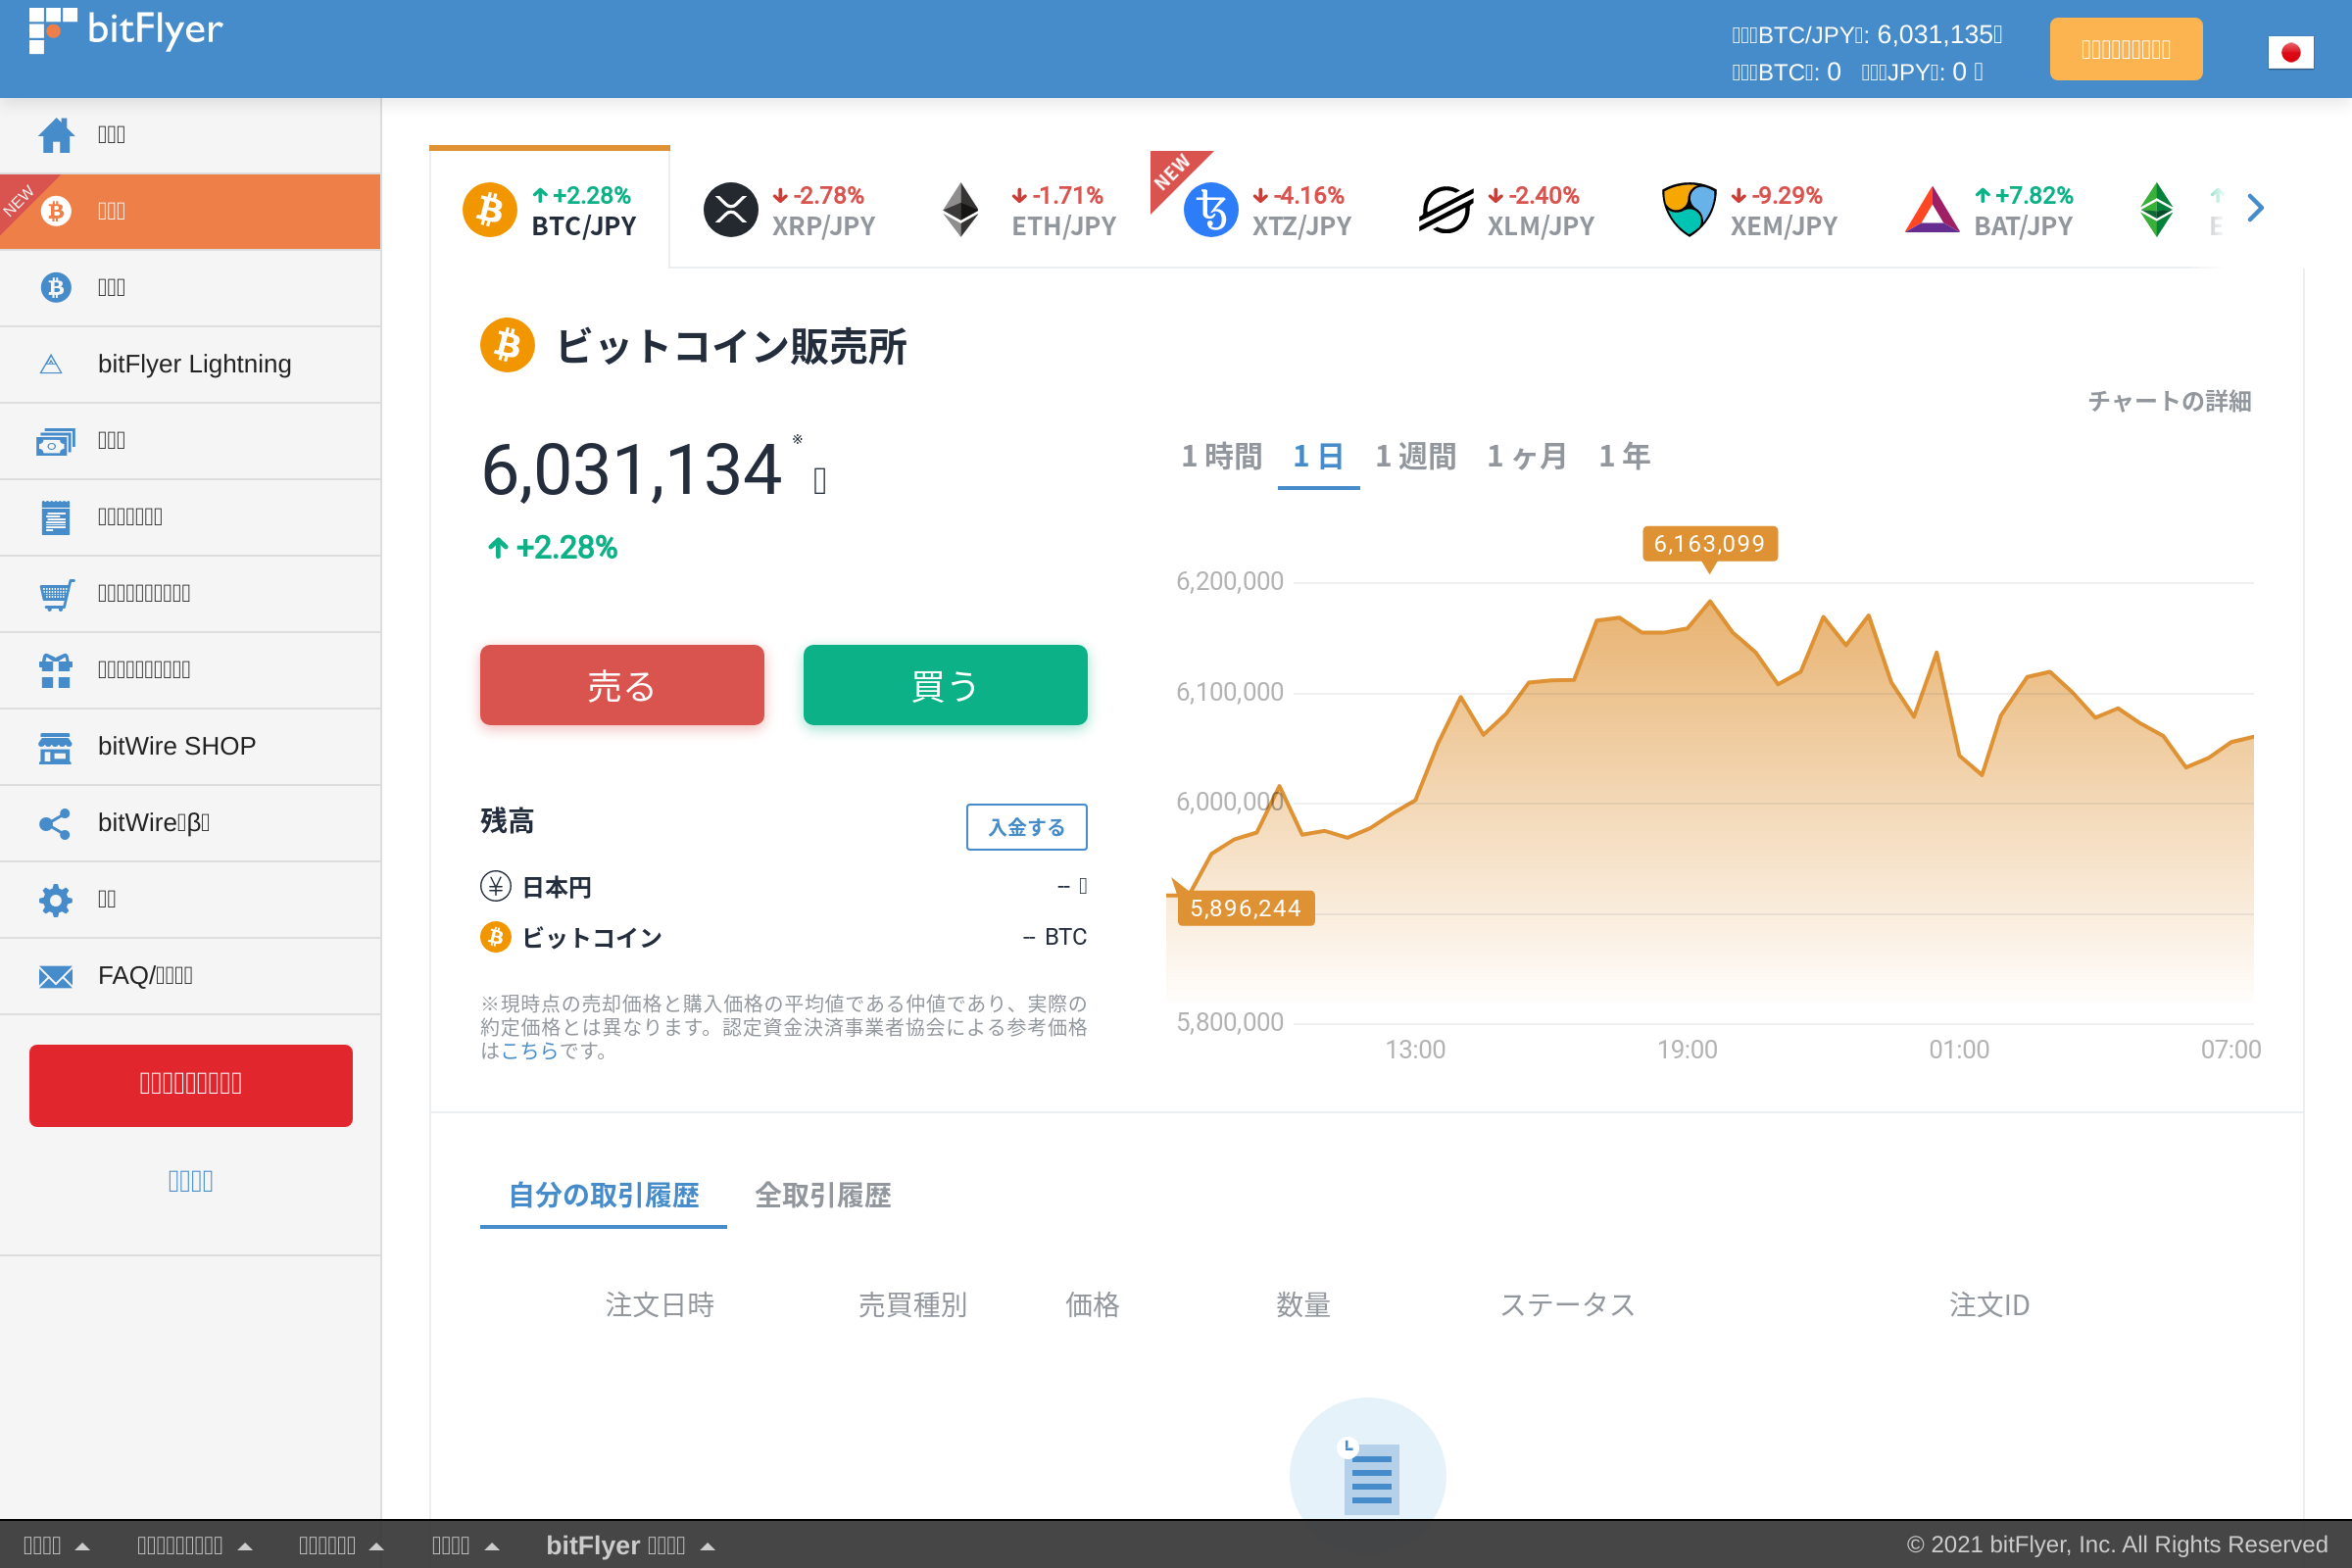 bitFlyer
BTC/JPY: 6,031,135
BTC: 0 JPY: 0
NEW
bitFlyer Lightning
bitWire SHOP
bitWire β
FAQ/
+2.28%
BTC/JPY
-2.78%
XRP/JPY
-1.71%
ETH/JPY
NEW
-4.16%
XTZ/JPY
-2.40%
XLM/JPY
-9.29%
XEM/JPY
+7.82%
BAT/JPY
ビットコイン販売所
チャートの詳細
6,031,134 ※
+2.28%
1 時間 1 日 1 週間 1 ヶ月 1 年
売る 買う
残高 入金する
日本円 --
ビットコイン -- BTC
※現時点の売却価格と購入価格の平均値である仲値であり、実際の
約定価格とは異なります。認定資金決済事業者協会による参考価格
はこちらです。
6,163,099
6,200,000
6,100,000
6,000,000
5,896,244
5,800,000
13:00 19:00 01:00 07:00
自分の取引履歴 全取引履歴
注文日時 売買種別 価格 数量 ステータス 注文ID
bitFlyer
© 2021 bitFlyer, Inc. All Rights Reserved